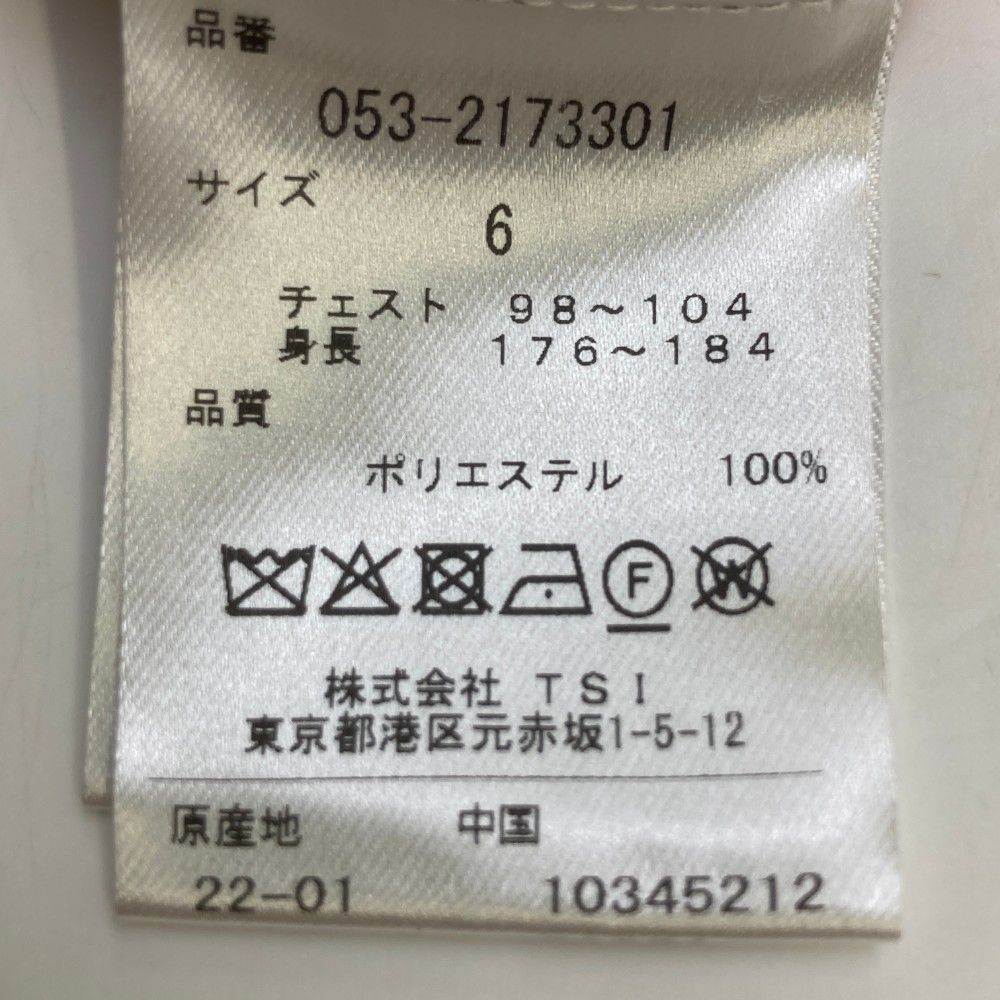 品番
053-2173301
サイズ
6
チェスト 98～104
身長 176～184
品質
ポリエステル 100%
F W
株式会社 TSI
東京都港区元赤坂1-5-12
原産地 中国
22-01 10345212